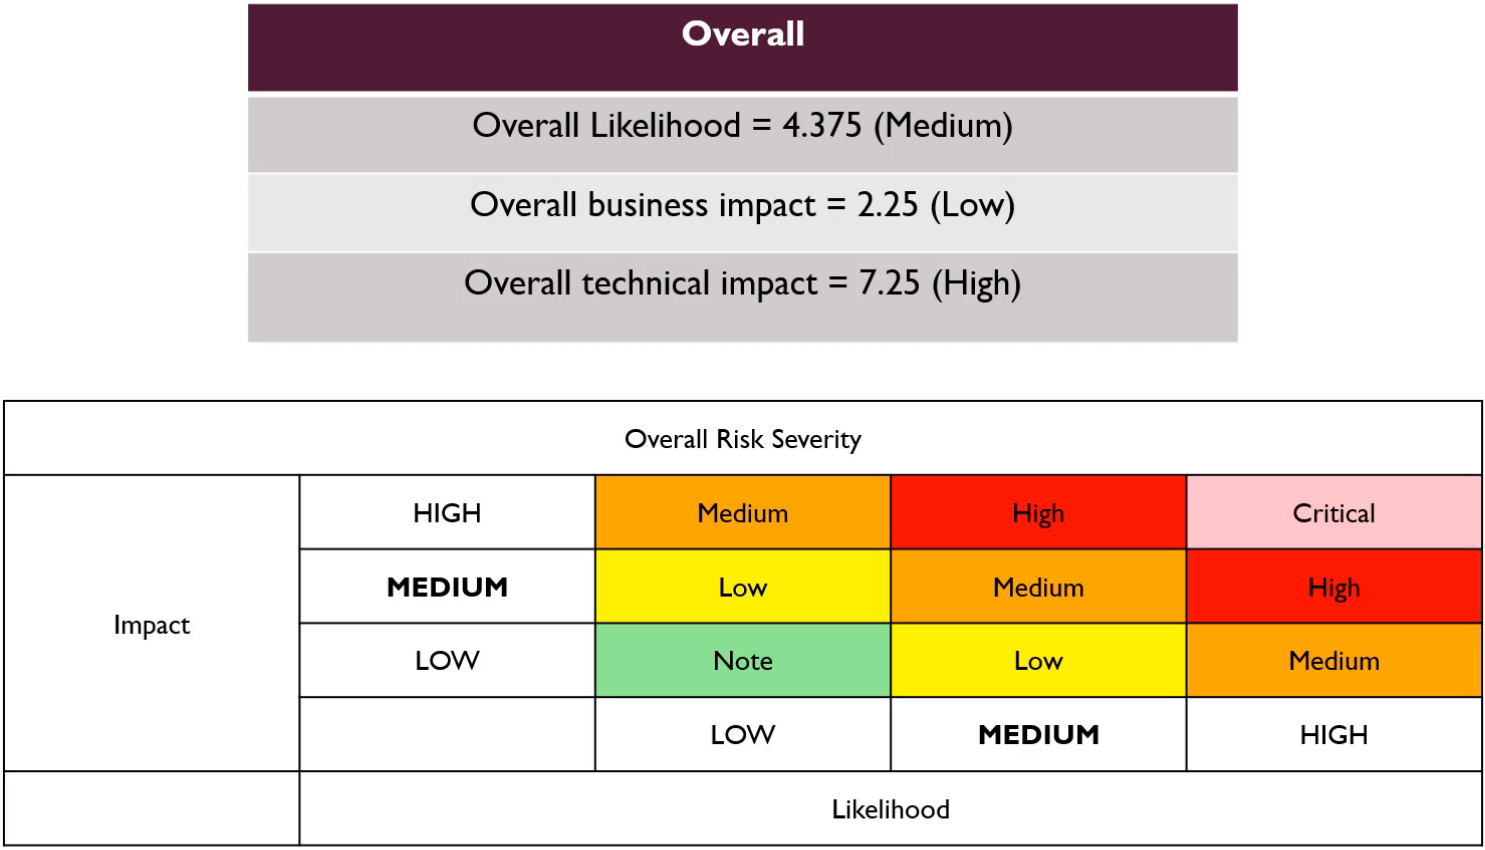 Overall
Overall Likelihood = 4.375 (Medium)
Overall business impact = 2.25 (Low)
Overall technical impact = 7.25 (High)
Overall Risk Severity
Impact
HIGH Medium High Critical
MEDIUM Low Medium High
LOW Note Low Medium
LOW MEDIUM HIGH
Likelihood